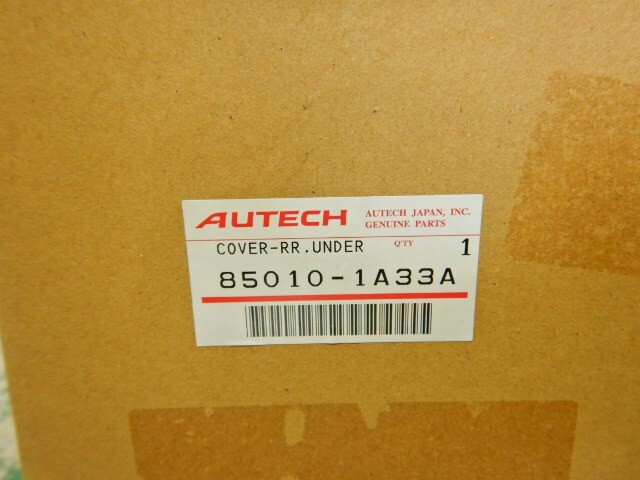 AUTECH
AUTECH JAPAN, INC.
GENUINE PARTS
COVER-RR.UNDER Q'TY 1
85010-1A33A